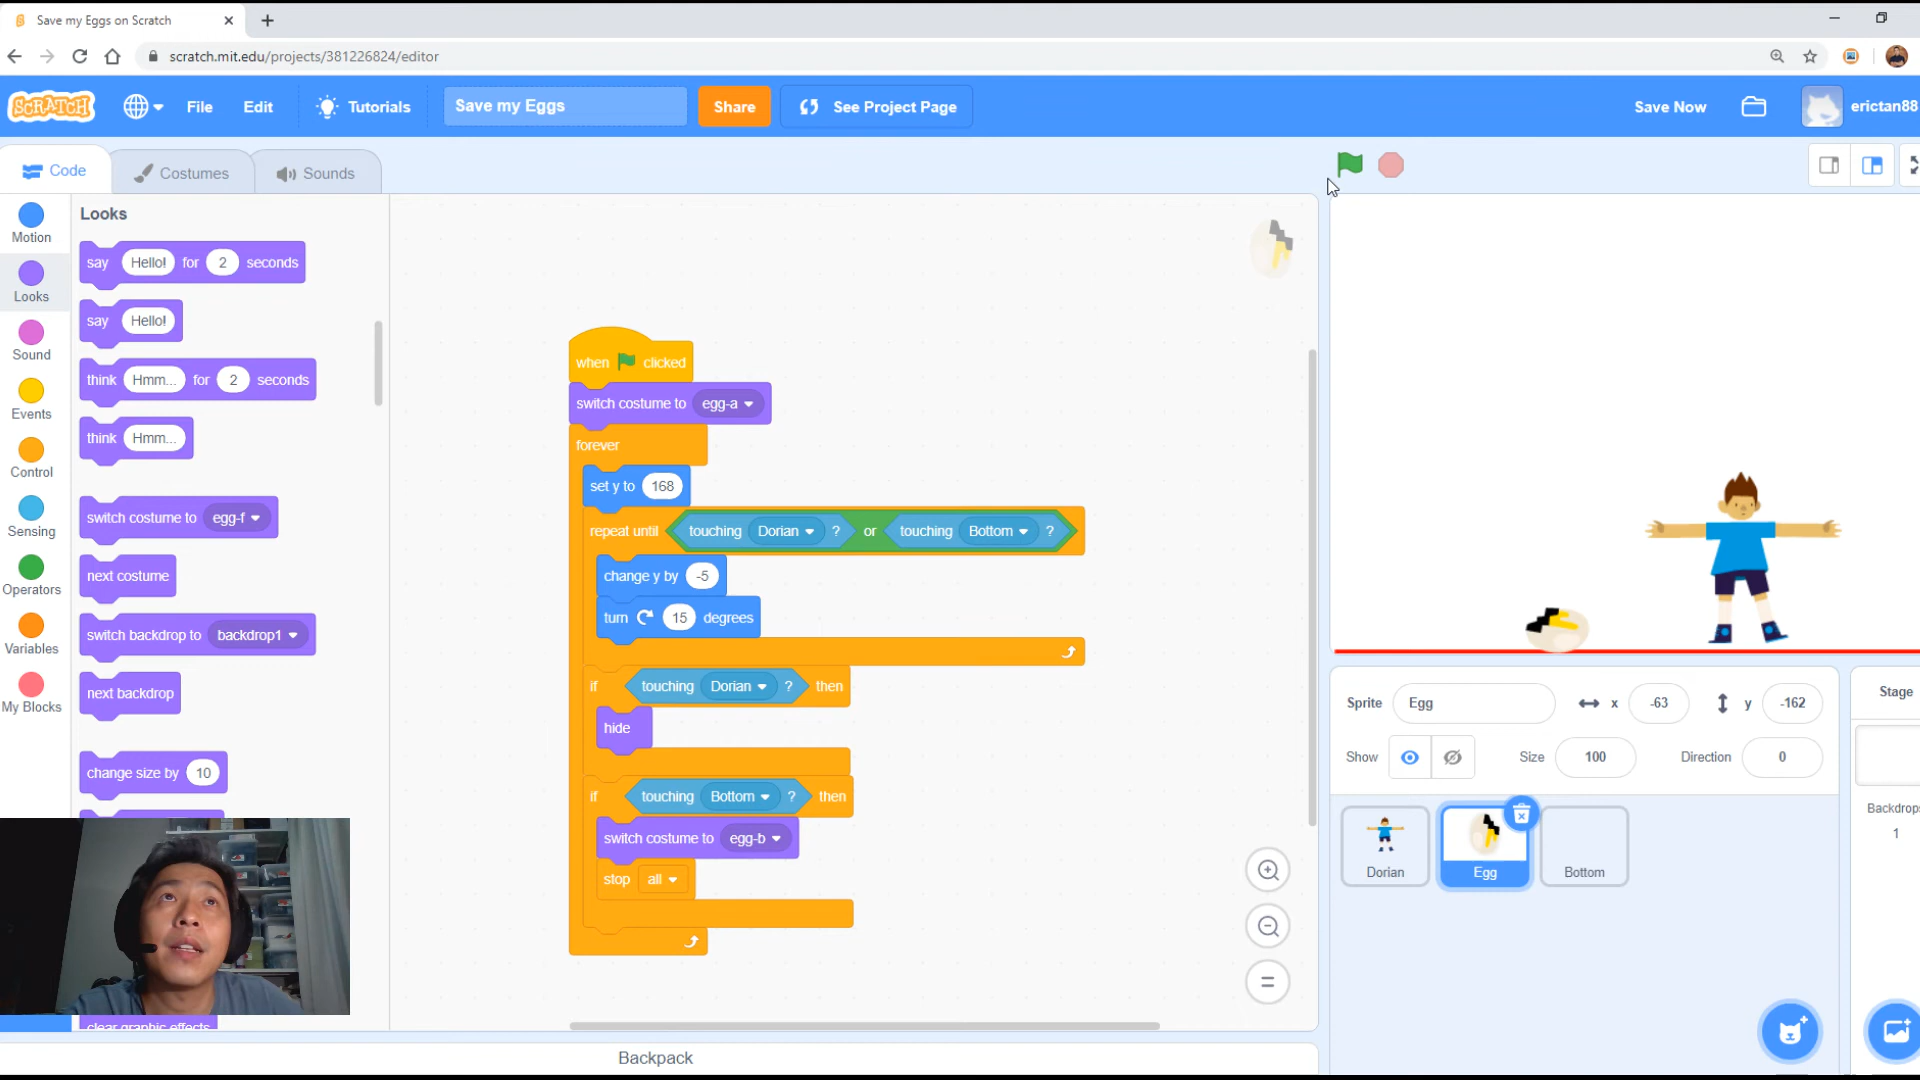 Save my Eggs on Scratch
scratch.mit.edu/projects/381226824/editor
SCRATCH
File
Edit
Tutorials
Save my Eggs
Share
See Project Page
Save Now
erictan88
Code
Costumes
Sounds
Motion
Looks
Sound
Events
Control
Sensing
Operators
Variables
My Blocks
Looks
say Hello! for 2 seconds
say Hello!
think Hmm... for 2 seconds
think Hmm...
switch costume to egg-f
next costume
switch backdrop to backdrop1
next backdrop
change size by 10
clear graphic effects
when clicked
switch costume to egg-a
forever
set y to 168
repeat until touching Dorian ? or touching Bottom ?
change y by -5
turn 15 degrees
if touching Dorian ? then
hide
if touching Bottom ? then
switch costume to egg-b
stop all
Sprite Egg x -63 y -162
Show Size 100 Direction 0
Dorian
Egg
Bottom
Stage
Backdrops
1
Backpack